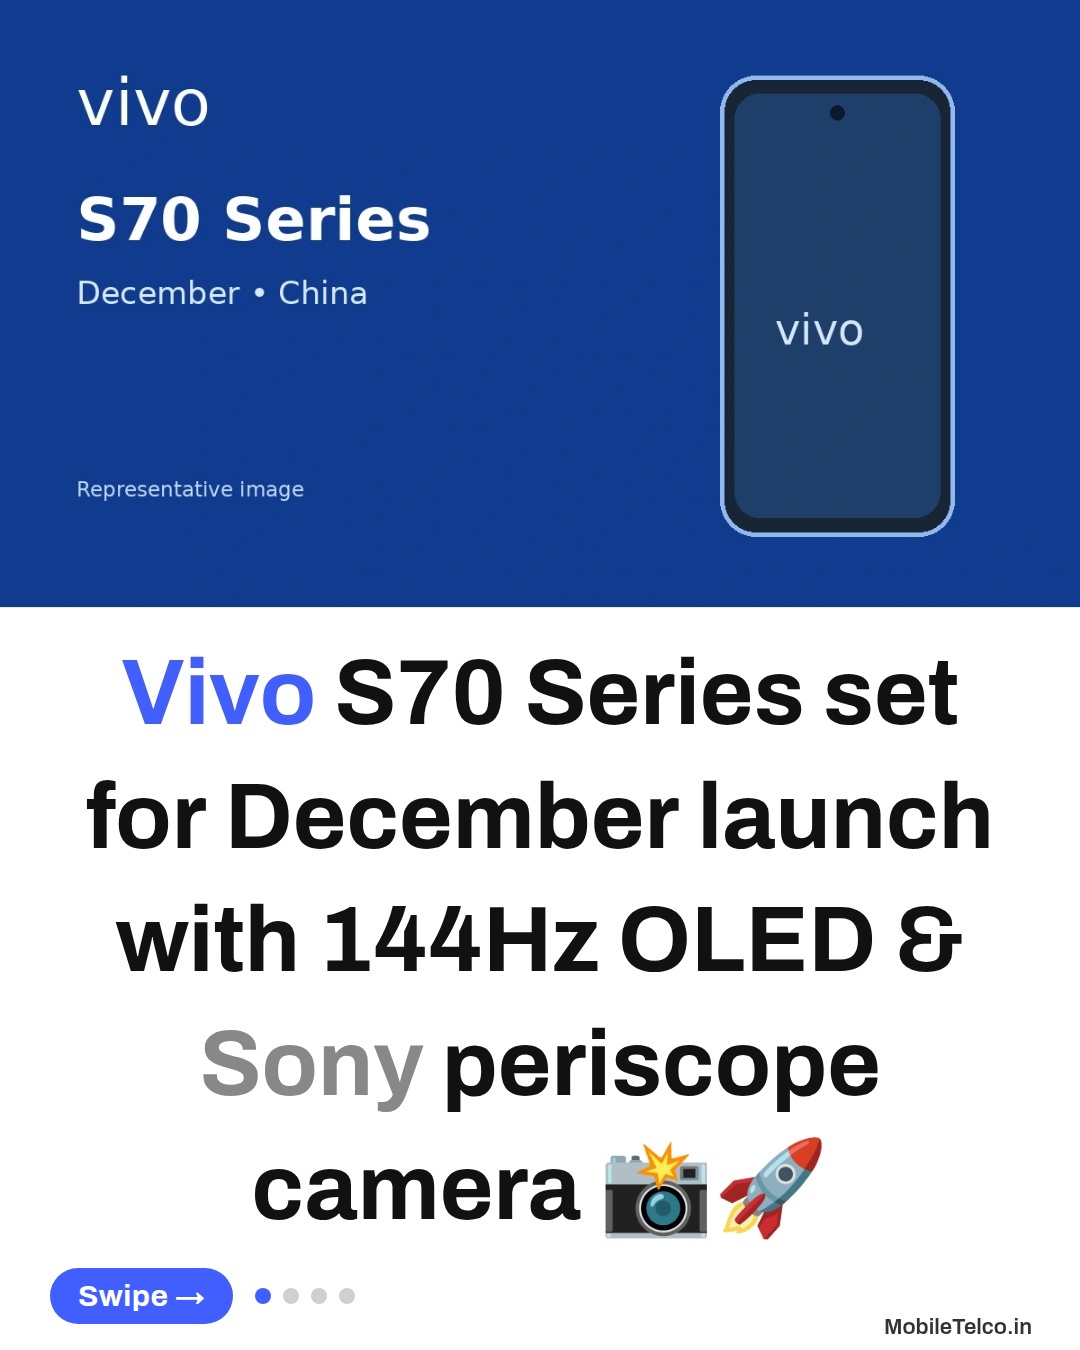 vivo
S70 Series
December • China
vivo
Representative image
Vivo S70 Series set
for December launch
with 144Hz OLED &
Sony periscope
camera 📸🚀
Swipe →
MobileTelco.in